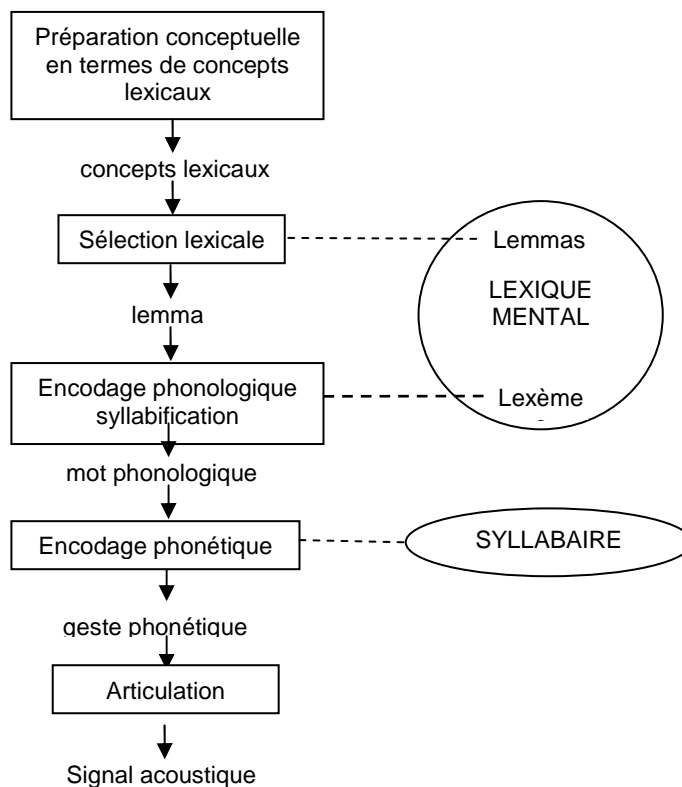 Préparation conceptuelle
en termes de concepts
lexicaux
concepts lexicaux
Sélection lexicale
Lemmas
LEXIQUE
MENTAL
lemma
Encodage phonologique
syllabification
Lexème
mot phonologique
Encodage phonétique
SYLLABAIRE
geste phonétique
Articulation
Signal acoustique